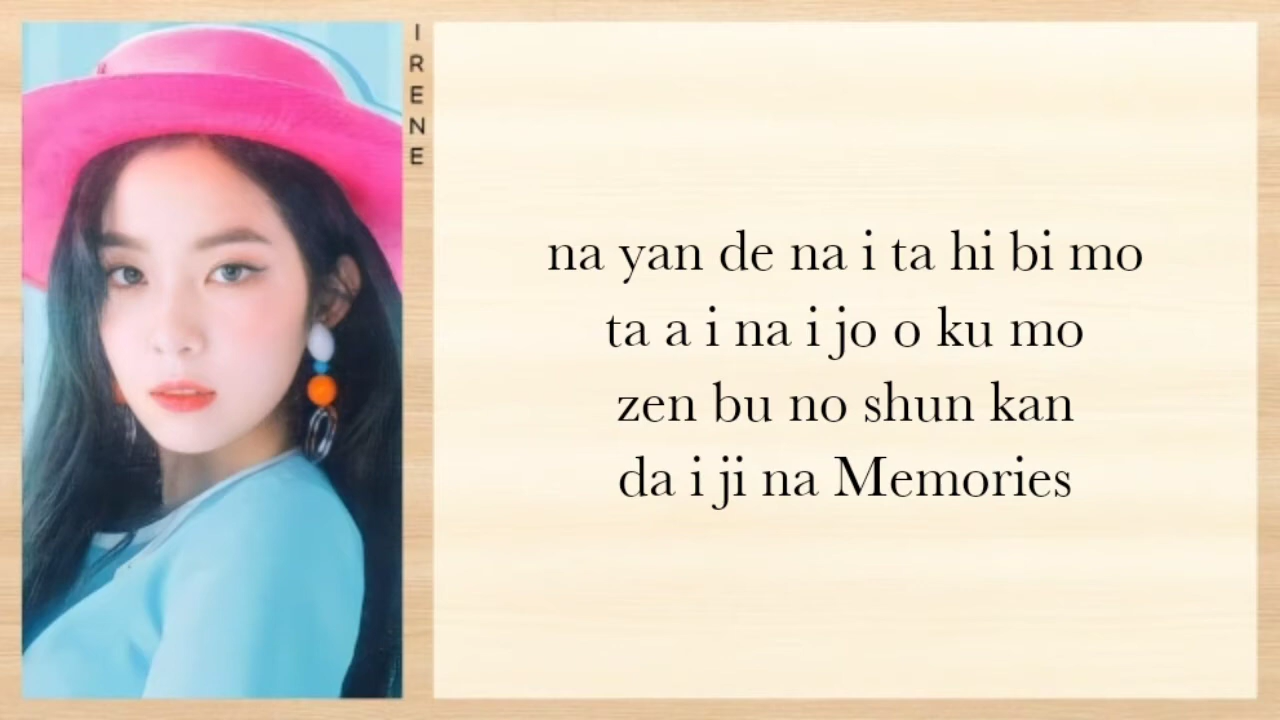 IRENE
na yan de na i ta hi bi mo
ta a i na i jo o ku mo
zen bu no shun kan
da i ji na Memories